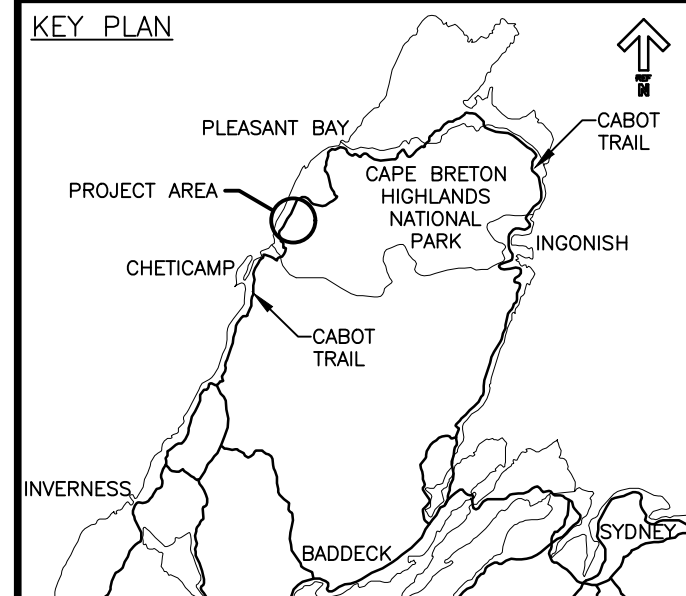 KEY PLAN
REF
N
PLEASANT BAY
CABOT
TRAIL
CAPE BRETON
HIGHLANDS
NATIONAL
PARK
PROJECT AREA
INGONISH
CHETICAMP
CABOT
TRAIL
INVERNESS
BADDECK
SYDNEY